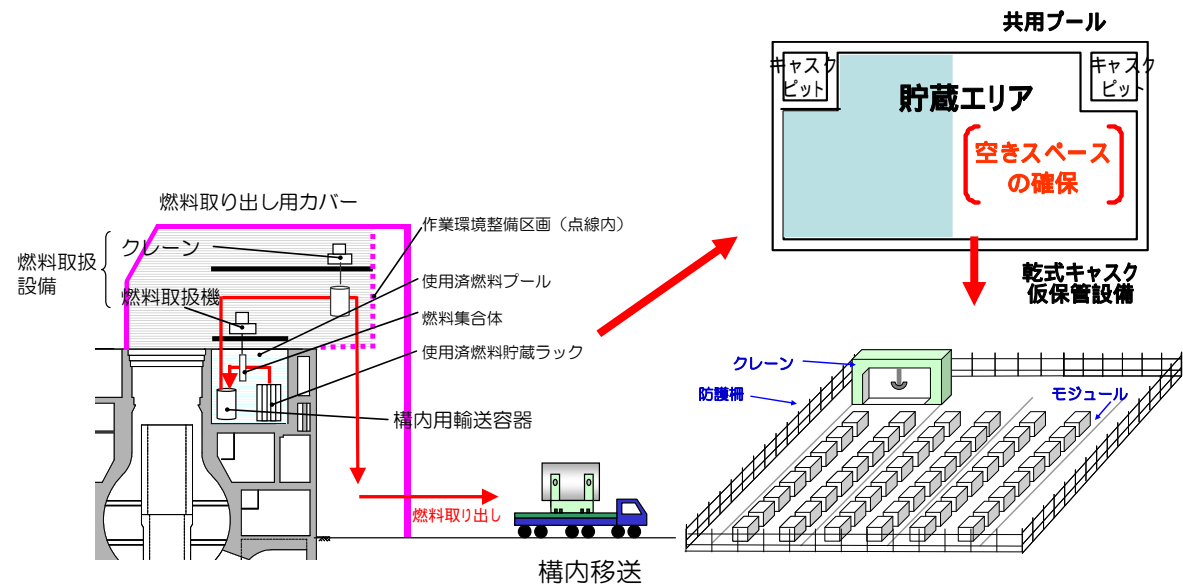 共用プール
キャスク
ピット
キャスク
ピット
貯蔵エリア
空きスペース
の確保
乾式キャスク
仮保管設備
燃料取り出し用カバー
作業環境整備区画（点線内）
クレーン
燃料取扱
設備
燃料取扱機
使用済燃料プール
燃料集合体
使用済燃料貯蔵ラック
構内用輸送容器
燃料取り出し
構内移送
クレーン
防護柵
モジュール